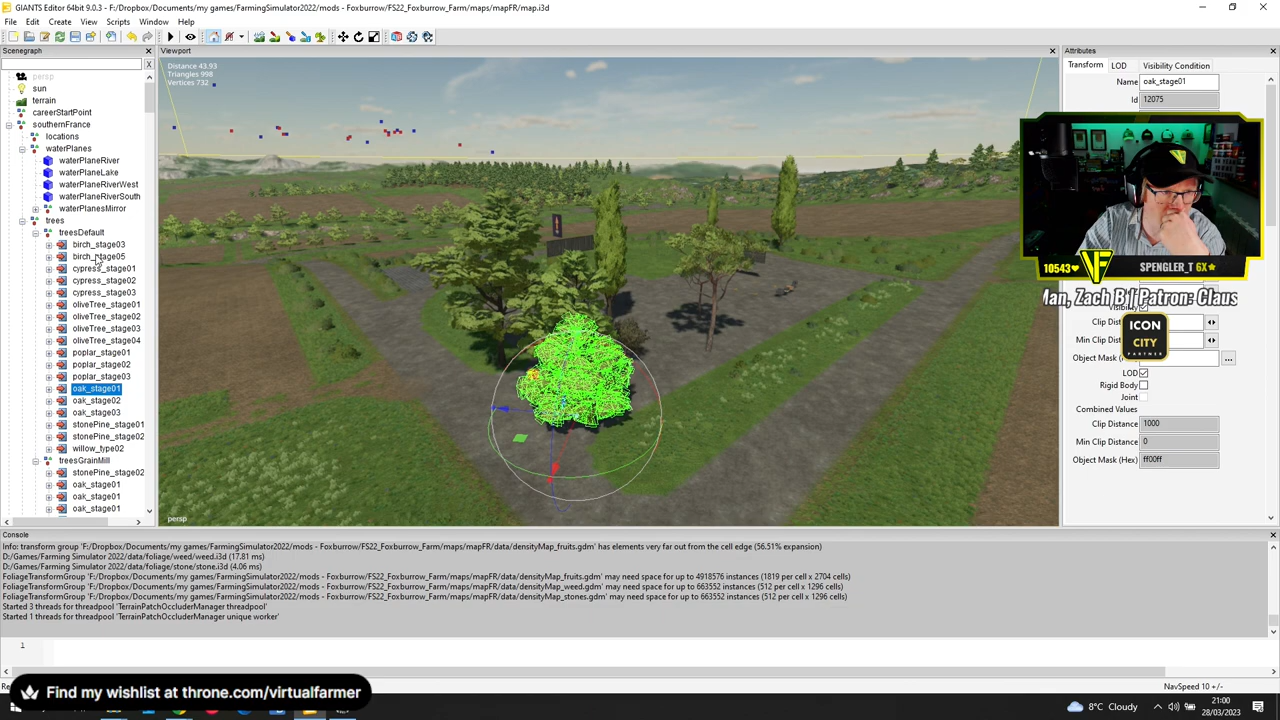 GIANTS Editor 64bit 9.0.3 - F:/Dropbox/Documents/my games/FarmingSimulator2022/mods - Foxburrow/FS22_Foxburrow_Farm/maps/mapFR/map.i3d
File Edit Create View Scripts Window Help
Scenegraph
Viewport
Attributes
X
persp
sun
terrain
careerStartPoint
southernFrance
locations
waterPlanes
waterPlaneRiver
waterPlaneLake
waterPlaneRiverWest
waterPlaneRiverSouth
waterPlanesMirror
trees
treesDefault
birch_stage03
birch_stage05
cypress_stage01
cypress_stage02
cypress_stage03
oliveTree_stage01
oliveTree_stage02
oliveTree_stage03
oliveTree_stage04
poplar_stage01
poplar_stage02
poplar_stage03
oak_stage01
oak_stage02
oak_stage03
stonePine_stage01
stonePine_stage02
willow_type02
treesGrainMill
stonePine_stage02
oak_stage01
oak_stage01
oak_stage01
Distance 43.93
Triangles 998
Vertices 732
persp
Transform LOD Visibility Condition
Name oak_stage01
Id 12075
10543 VF SPENGLER_T 6X
Man, Zach B | Patron: Claus
ICON
CITY
PARTNER
Clip Dist
Min Clip Dista
Object Mask (
...
LOD
Rigid Body
Joint
Combined Values
Clip Distance 1000
Min Clip Distance 0
Object Mask (Hex) ff00ff
Console
Info: transform group 'F:/Dropbox/Documents/my games/FarmingSimulator2022/mods - Foxburrow/FS22_Foxburrow_Farm/maps/mapFR/data/densityMap_fruits.gdm' has elements very far out from the cell edge (56.51% expansion)
D:/Games/Farming Simulator 2022/data/foliage/weed/weed.i3d (17.81 ms)
D:/Games/Farming Simulator 2022/data/foliage/stone/stone.i3d (4.06 ms)
FoliageTransformGroup 'F:/Dropbox/Documents/my games/FarmingSimulator2022/mods - Foxburrow/FS22_Foxburrow_Farm/maps/mapFR/data/densityMap_fruits.gdm' may need space for up to 4918576 instances (1819 per cell x 2704 cells)
FoliageTransformGroup 'F:/Dropbox/Documents/my games/FarmingSimulator2022/mods - Foxburrow/FS22_Foxburrow_Farm/maps/mapFR/data/densityMap_weed.gdm' may need space for up to 663552 instances (512 per cell x 1296 cells)
FoliageTransformGroup 'F:/Dropbox/Documents/my games/FarmingSimulator2022/mods - Foxburrow/FS22_Foxburrow_Farm/maps/mapFR/data/densityMap_stones.gdm' may need space for up to 663552 instances (512 per cell x 1296 cells)
Started 3 threads for threadpool 'TerrainPatchOccluderManager threadpool'
Started 1 threads for threadpool 'TerrainPatchOccluderManager unique worker'
1
Re
NavSpeed 10 +/-
Find my wishlist at throne.com/virtualfarmer
8°C Cloudy
21:00
28/03/2023